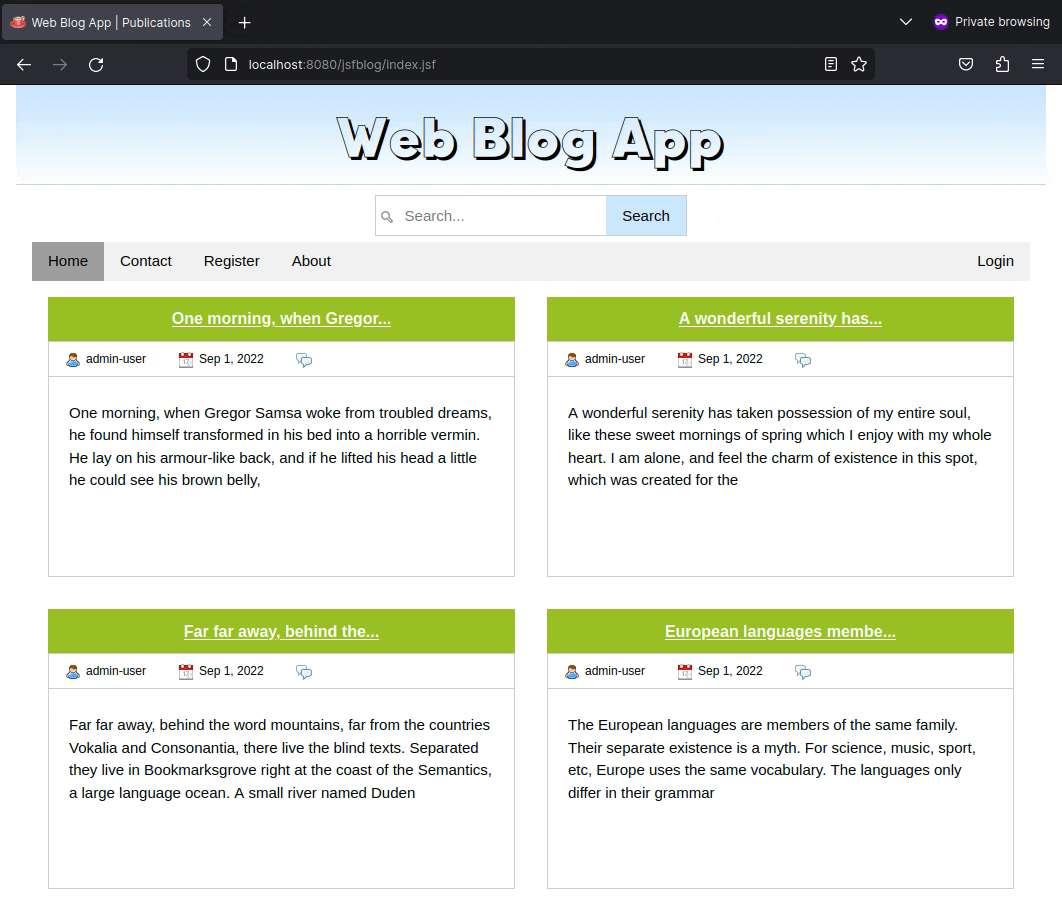 Web Blog App | Publications
Private browsing
localhost:8080/jsfblog/index.jsf
Web Blog App
Search...
Search
Home
Contact
Register
About
Login
One morning, when Gregor...
admin-user
Sep 1, 2022
One morning, when Gregor Samsa woke from troubled dreams,
he found himself transformed in his bed into a horrible vermin.
He lay on his armour-like back, and if he lifted his head a little
he could see his brown belly,
A wonderful serenity has...
admin-user
Sep 1, 2022
A wonderful serenity has taken possession of my entire soul,
like these sweet mornings of spring which I enjoy with my whole
heart. I am alone, and feel the charm of existence in this spot,
which was created for the
Far far away, behind the...
admin-user
Sep 1, 2022
Far far away, behind the word mountains, far from the countries
Vokalia and Consonantia, there live the blind texts. Separated
they live in Bookmarksgrove right at the coast of the Semantics,
a large language ocean. A small river named Duden
European languages membe...
admin-user
Sep 1, 2022
The European languages are members of the same family.
Their separate existence is a myth. For science, music, sport,
etc, Europe uses the same vocabulary. The languages only
differ in their grammar